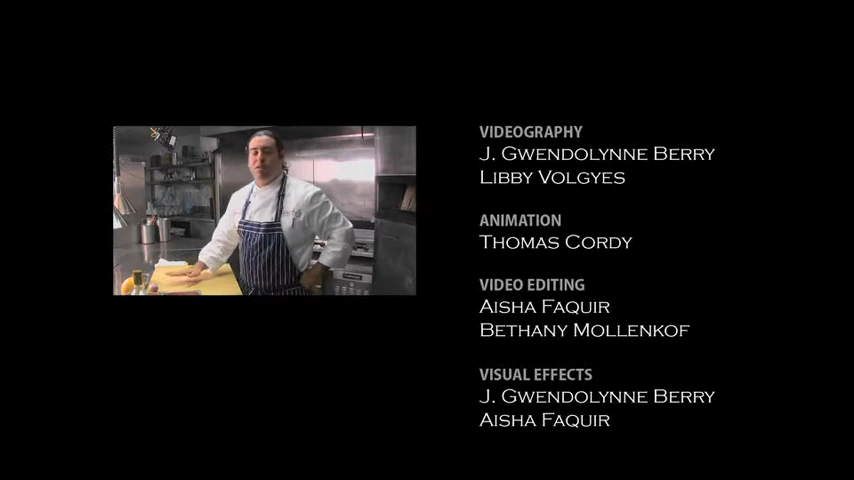 VIDEOGRAPHY
J. GWENDOLYNNE BERRY
LIBBY VOLGYES
ANIMATION
THOMAS CORDY
VIDEO EDITING
AISHA FAQUIR
BETHANY MOLLENKOF
VISUAL EFFECTS
J. GWENDOLYNNE BERRY
AISHA FAQUIR